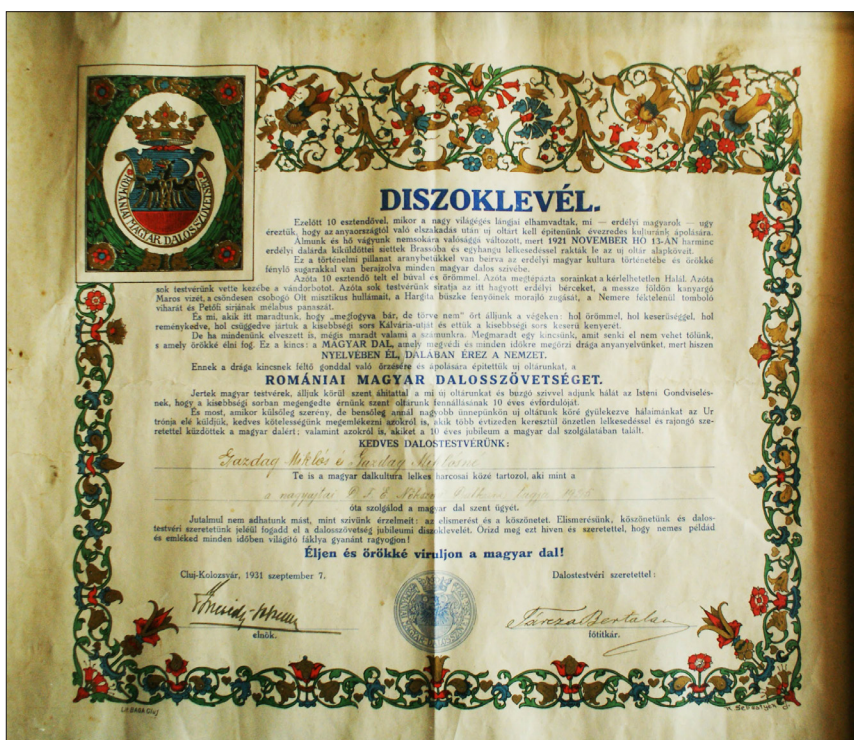 ROMÁNIAI MAGYAR DALOSSZÖVETSÉG
DISZOKLEVÉL.
Ezelőtt 10 esztendővel, mikor a nagy világégés lángjai elhamvadtak, mi — erdélyi magyarok — ugy
éreztük, hogy az anyaországtól való elszakadás után uj oltárt kell építenünk évezredes kulturánk ápolására.
Álmunk és hő vágyunk nemsokára valósággá változott, mert 1921 NOVEMBER HÓ 13-ÁN harminc
erdélyi dalárda kiküldöttei siettek Brassoba és egyhangu lelkesedéssel rakták le az uj oltár alapköveit.
Ez a történelmi pillanat aranybetükkel van beirva az erdélyi magyar kultura történetébe és örökké
fénylő sugarakkal van berajzolva minden magyar dalos szivébe.
Azóta 10 esztendő telt el búval és örömmel. Azóta megtépázta sorainkat a kérlelhetetlen Halál. Azóta
sok testvérünk vette kezébe a vándorbotot. Azóta sok testvérünk siratja az itt hagyott erdélyi bérceket, a messze földön kanyargó
Maros vizét, a csöndesen csobogó Olt misztikus hullámait, a Hargita büszke fenyőinek morajló zugását, a Nemere féktelenül tomboló
viharát és Petőfi sirjának mélabus panaszát.
És mi, akik itt maradtunk, hogy „megfogyva bár, de törve nem" őrt álljunk a végeken: hol örömmel, hol keserüséggel, hol
reménykedve, hol csüggedve jártuk a kisebbségi sors Kálvária-utját és ettük a kisebbségi sors keserü kenyerét.
De ha mindenünk elveszett is, mégis maradt valami a számunkra. Megmaradt egy kincsünk, amit senki el nem vehet tőlünk,
s amely örökké élni fog. Ez a kincs: a MAGYAR DAL, amely megvédi és minden időkre megőrzi drága anyanyelvünket, mert hiszen
NYELVÉBEN ÉL, DALÁBAN ÉREZ A NEMZET.
Ennek a drága kincsnek féltő gonddal való őrzésére és ápolására épitettük uj oltárunkat, a
ROMÁNIAI MAGYAR DALOSSZÖVETSÉGET.
Jertek magyar testvérek, álljuk körül szent áhitattal a mi uj oltárunkat és buzgó szivvel adjunk hálát az Isteni Gondviselés-
nek, hogy a kisebbségi sorban megengedte érnünk szent oltárunk fennállásának 10 éves évfordulóját.
És most, amikor külsőleg szerény, de bensőleg annál nagyobb ünnepünkön uj oltárunk köré gyülekezve hálaimánkat az Ur
trónja elé küldjük, kedves kötelességünk megemlékezni azokról is, akik több évtizeden keresztül önzetlen lelkesedéssel és rajongó sze-
retettel küzdöttek a magyar dalért; valamint azokról is, akiket a 10 éves jubileum a magyar dal szolgálatában talált.
KEDVES DALOSTESTVÉRÜNK:
Gazdag Miklós és Gazdag Miklósné
Te is a magyar dalkultura lelkes harcosai közé tartozol, aki mint a
a nagyajtai
óta szolgálod a magyar dal szent ügyét.
Jutalmul nem adhatunk mást, mint szivünk érzelmeit: az elismerést és a köszönetet. Elismerésünk, köszönetünk és dalos-
testvéri szeretetünk jeléül fogadd el a dalosszövetség jubileumi diszoklevelét. Őrizd meg ezt hiven és szeretettel, hogy nemes példád
és emléked minden időben világitó fáklya gyanánt ragyogjon!
Éljen és örökké viruljon a magyar dal!
Cluj-Kolozsvár, 1931 szeptember 7.
Dalostestvéri szeretettel:
Tárcza Bertalan
elnök.
főtitkár.